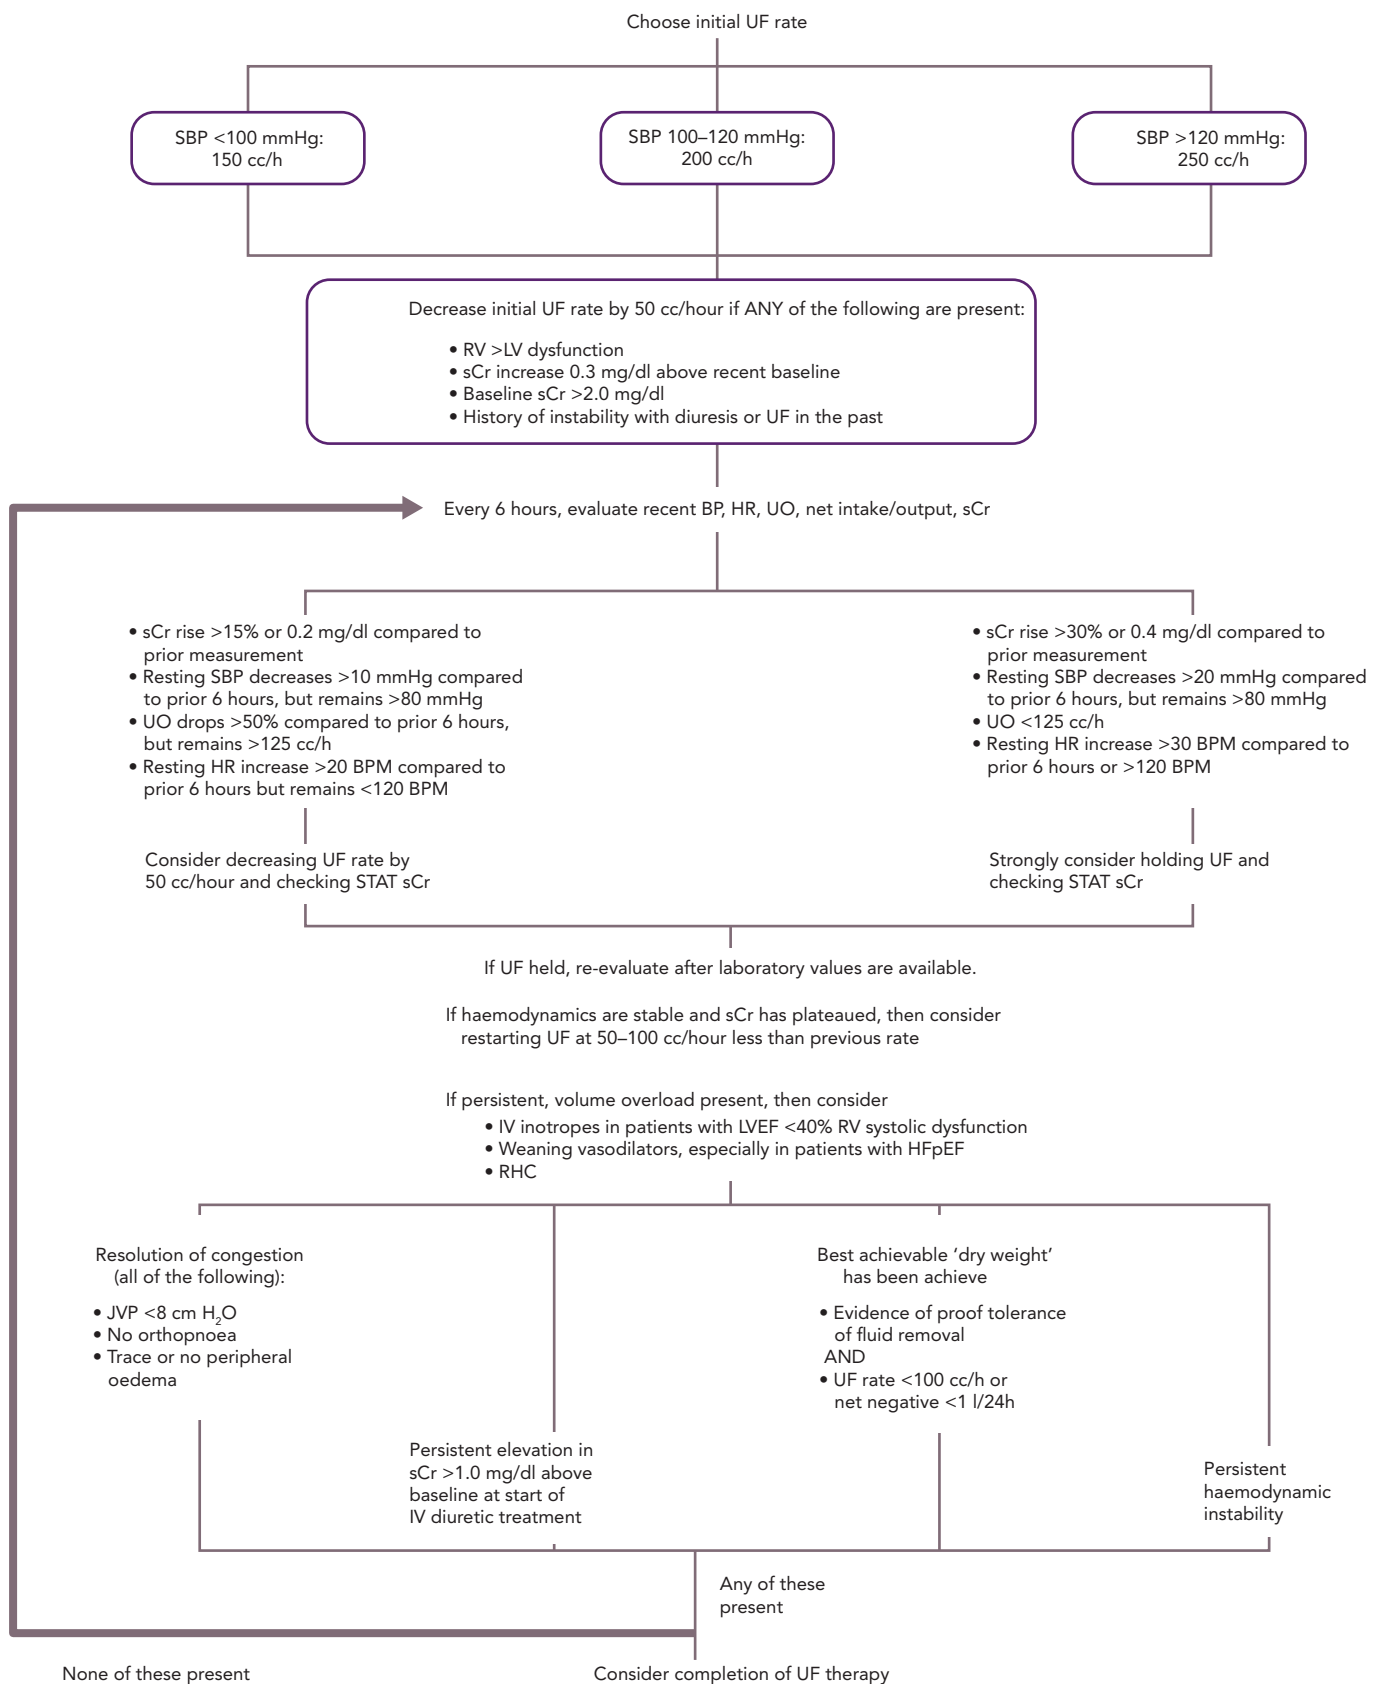 Choose initial UF rate
SBP <100 mmHg:
150 cc/h
SBP 100–120 mmHg:
200 cc/h
SBP >120 mmHg:
250 cc/h
Decrease initial UF rate by 50 cc/hour if ANY of the following are present:
• RV >LV dysfunction
• sCr increase 0.3 mg/dl above recent baseline
• Baseline sCr >2.0 mg/dl
• History of instability with diuresis or UF in the past
Every 6 hours, evaluate recent BP, HR, UO, net intake/output, sCr
• sCr rise >15% or 0.2 mg/dl compared to
prior measurement
• Resting SBP decreases >10 mmHg compared
to prior 6 hours, but remains >80 mmHg
• UO drops >50% compared to prior 6 hours,
but remains >125 cc/h
• Resting HR increase >20 BPM compared to
prior 6 hours but remains <120 BPM
• sCr rise >30% or 0.4 mg/dl compared to
prior measurement
• Resting SBP decreases >20 mmHg compared
to prior 6 hours, but remains >80 mmHg
• UO <125 cc/h
• Resting HR increase >30 BPM compared to
prior 6 hours or >120 BPM
Consider decreasing UF rate by
50 cc/hour and checking STAT sCr
Strongly consider holding UF and
checking STAT sCr
If UF held, re-evaluate after laboratory values are available.
If haemodynamics are stable and sCr has plateaued, then consider
restarting UF at 50–100 cc/hour less than previous rate
If persistent, volume overload present, then consider
• IV inotropes in patients with LVEF <40% RV systolic dysfunction
• Weaning vasodilators, especially in patients with HFpEF
• RHC
Resolution of congestion
(all of the following):
• JVP <8 cm H₂O
• No orthopnoea
• Trace or no peripheral
oedema
Persistent elevation in
sCr >1.0 mg/dl above
baseline at start of
IV diuretic treatment
Best achievable ‘dry weight’
has been achieve
• Evidence of proof tolerance
of fluid removal
AND
• UF rate <100 cc/h or
net negative <1 l/24h
Persistent
haemodynamic
instability
Any of these
present
None of these present
Consider completion of UF therapy